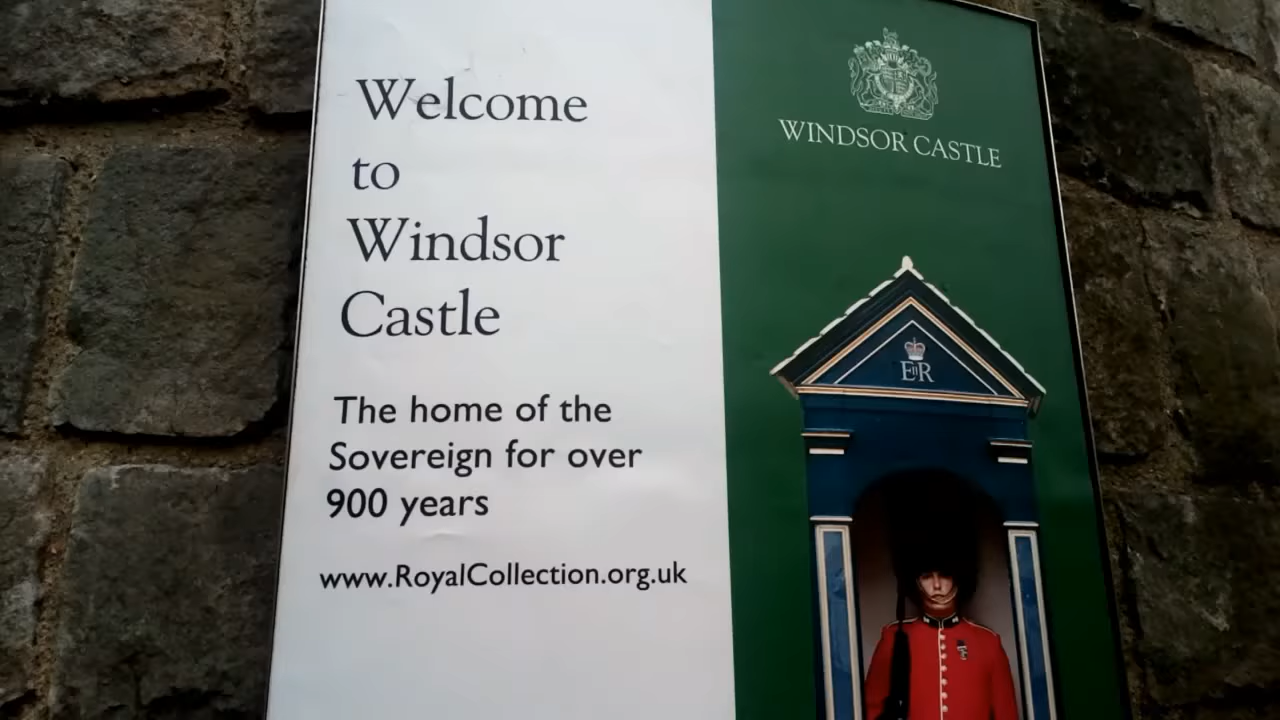 Welcome
to
Windsor
Castle
The home of the
Sovereign for over
900 years
www.RoyalCollection.org.uk
WINDSOR CASTLE
EIIR